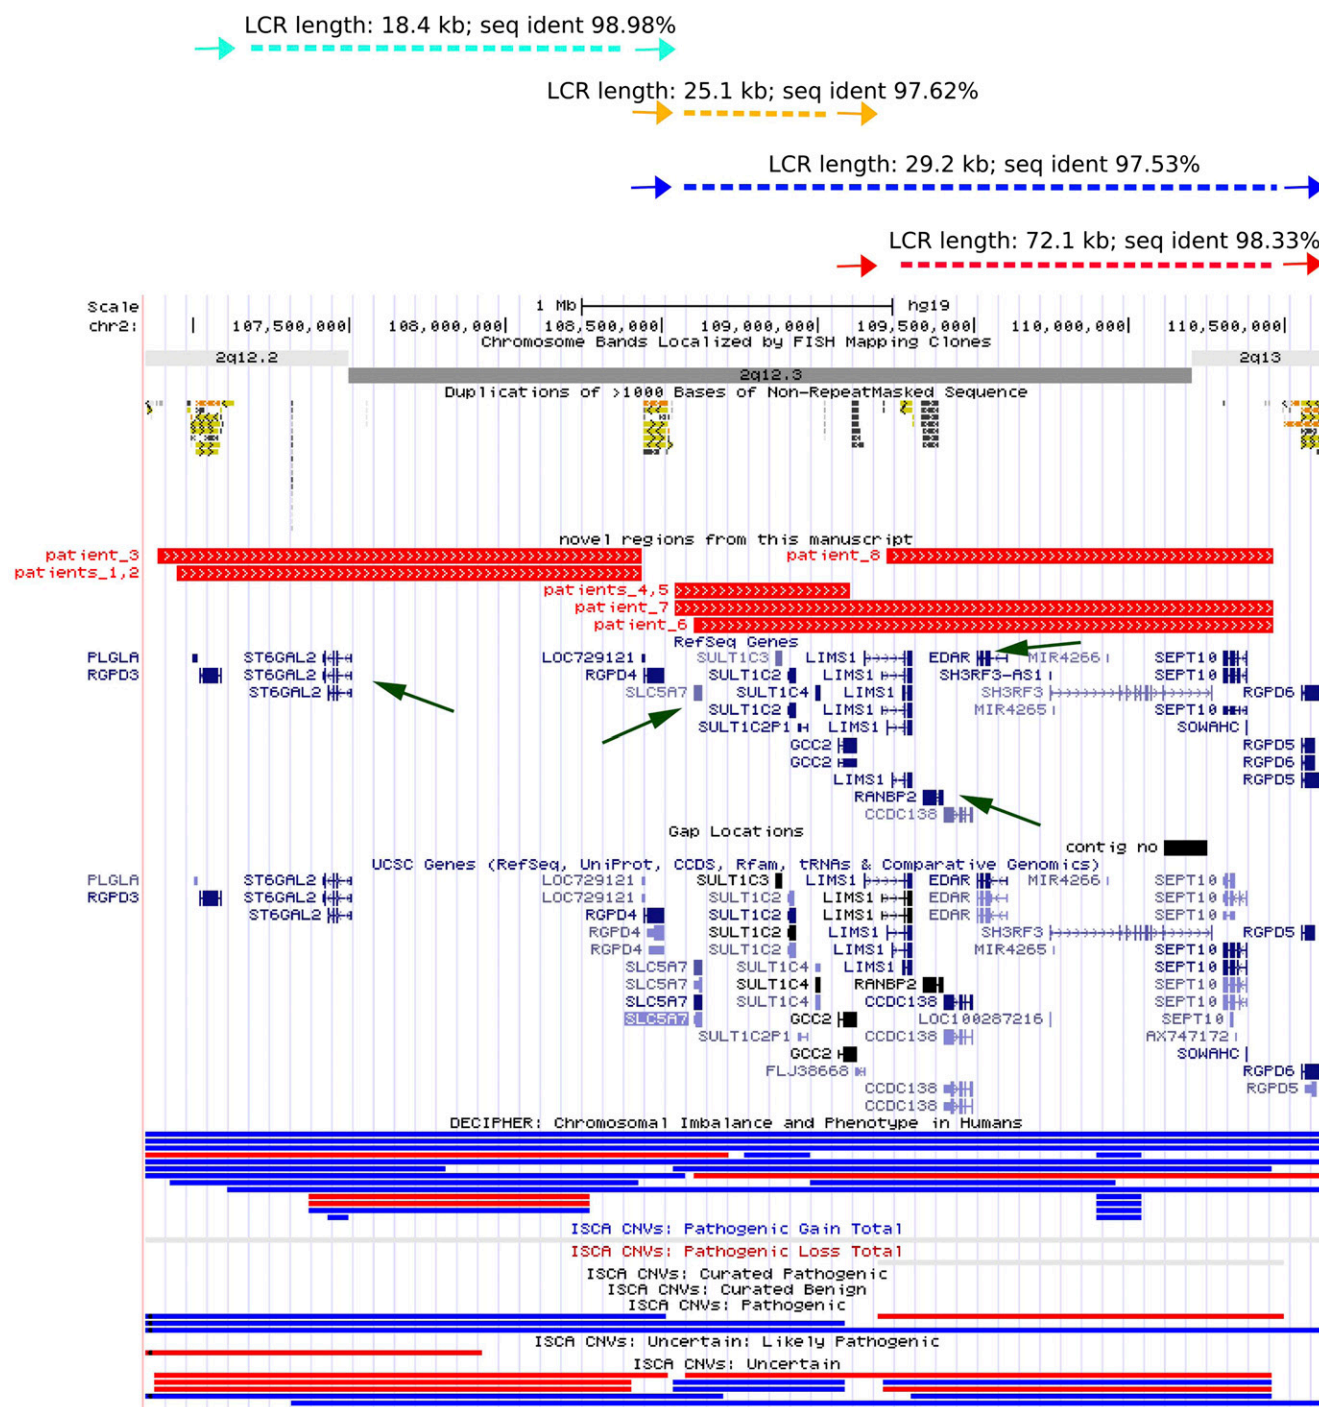 LCR length: 18.4 kb; seq ident 98.98%
LCR length: 25.1 kb; seq ident 97.62%
LCR length: 29.2 kb; seq ident 97.53%
LCR length: 72.1 kb; seq ident 98.33%
Scale 1 Mb hg19
chr2: 107,500,000 108,000,000 108,500,000 109,000,000 109,500,000 110,000,000 110,500,000
Chromosome Bands Localized by FISH Mapping Clones
2q12.2 2q13
2q12.3
Duplications of >1000 Bases of Non-RepeatMasked Sequence
novel regions from this manuscript
patient_3 patient_8
patients_1,2
patients_4,5
patient_7
patient_6
RefSeq Genes
PLGLA ST6GAL2 LOC729121 SULT1C3 LIMS1 EDAR MIR4266 SEPT10
RGPD3 ST6GAL2 RGPD4 SULT1C2 LIMS1 SH3RF3-AS1 SEPT10
ST6GAL2 SLC5A7 SULT1C4 LIMS1 SH3RF3 RGPD6
SULT1C2 LIMS1 MIR4265 SEPT10
SULT1C2P1 LIMS1 SOWAHC
GCC2 RGPD5
GCC2 RGPD6
LIMS1 RGPD5
RANBP2
CCDC138
Gap Locations
contig no
UCSC Genes (RefSeq, UniProt, CCDS, Rfam, tRNAs & Comparative Genomics)
PLGLA ST6GAL2 LOC729121 SULT1C3 LIMS1 EDAR MIR4266 SEPT10
RGPD3 ST6GAL2 LOC729121 SULT1C2 LIMS1 EDAR SEPT10
ST6GAL2 RGPD4 SULT1C2 LIMS1 EDAR SEPT10
RGPD4 SULT1C2 LIMS1 SH3RF3 RGPD5
RGPD4 SULT1C2 LIMS1 MIR4265 SEPT10
SLC5A7 SULT1C4 LIMS1 SEPT10
SLC5A7 SULT1C4 RANBP2 SEPT10
SLC5A7 SULT1C4 CCDC138 SEPT10
SLC5A7 GCC2 LOC100287216 SEPT10
SULT1C2P1 CCDC138 AX747172
GCC2 SOWAHC
FLJ38668 RGPD6
CCDC138 RGPD5
CCDC138
DECIPHER: Chromosomal Imbalance and Phenotype in Humans
ISCA CNVs: Pathogenic Gain Total
ISCA CNVs: Pathogenic Loss Total
ISCA CNVs: Curated Pathogenic
ISCA CNVs: Curated Benign
ISCA CNVs: Pathogenic
ISCA CNVs: Uncertain: Likely Pathogenic
ISCA CNVs: Uncertain